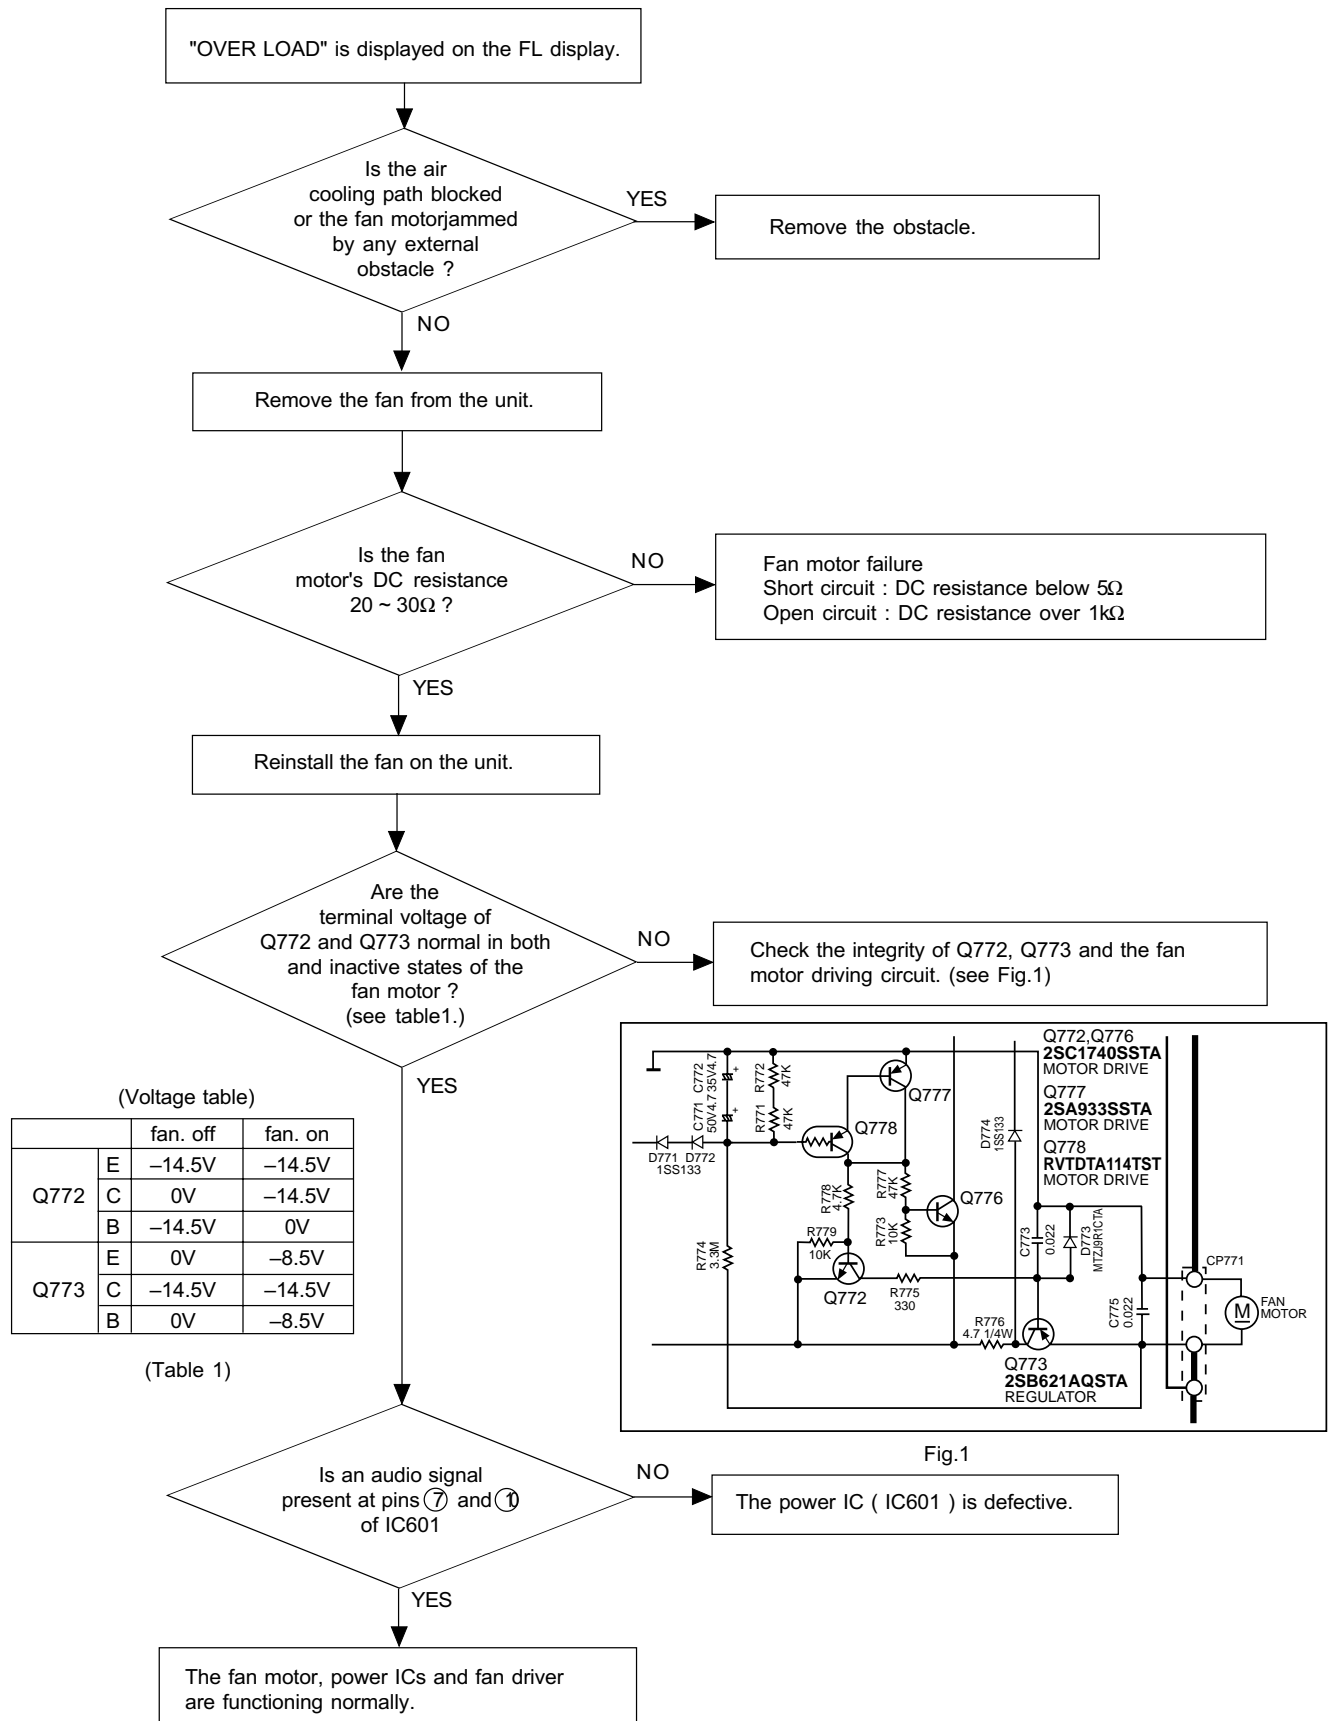 "OVER LOAD" is displayed on the FL display.
Is the air
cooling path blocked
or the fan motorjammed
by any external
obstacle ?
YES
Remove the obstacle.
NO
Remove the fan from the unit.
Is the fan
motor's DC resistance
20 ~ 30Ω ?
NO
Fan motor failure
Short circuit : DC resistance below 5Ω
Open circuit : DC resistance over 1kΩ
YES
Reinstall the fan on the unit.
Are the
terminal voltage of
Q772 and Q773 normal in both
and inactive states of the
fan motor ?
(see table1.)
NO
Check the integrity of Q772, Q773 and the fan
motor driving circuit. (see Fig.1)
YES
(Voltage table)
fan. off fan. on
Q772 E –14.5V –14.5V
C 0V –14.5V
B –14.5V 0V
Q773 E 0V –8.5V
C –14.5V –14.5V
B 0V –8.5V
(Table 1)
C772
35V4.7
+
C771
50V4.7
+
R772
47K
R771
47K
Q777
Q778
D771 D772
1SS133
D774
1SS133
Q772,Q776
2SC1740SSTA
MOTOR DRIVE
Q777
2SA933SSTA
MOTOR DRIVE
Q778
RVTDTA114TST
MOTOR DRIVE
R778
4.7K
R777
47K
Q776
R773
10K
R779
10K
R774
3.3M
Q772
R775
330
C773
0.022
D773
MTZJ9R1CTA
CP771
C775
0.022
M
FAN
MOTOR
R776
4.7 1/4W
Q773
2SB621AQSTA
REGULATOR
Fig.1
Is an audio signal
present at pins 7 and
of IC601
NO
The power IC ( IC601 ) is defective.
YES
The fan motor, power ICs and fan driver
are functioning normally.